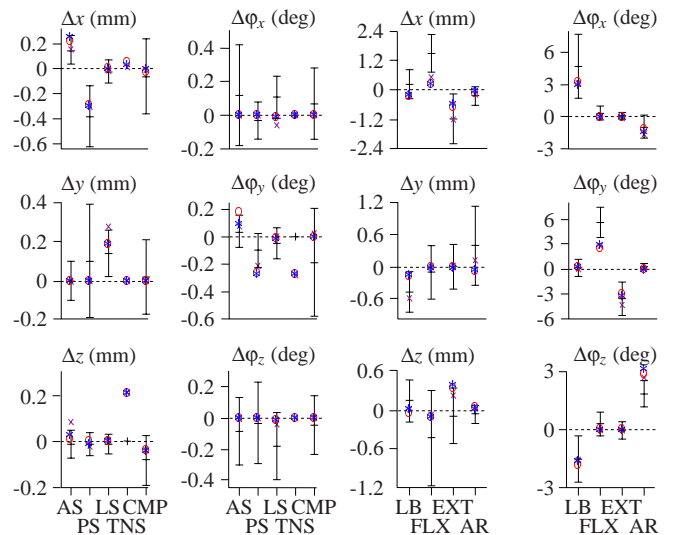 Δx (mm) Δφx (deg) Δx (mm) Δφx (deg)
0.2 0.4 2.4 6
0 0.2 1.2 3
-0.2 0 0 0
-0.4 -0.2 -1.2 -3
-0.6 -2.4
Δy (mm) Δφy (deg) Δy (mm) Δφy (deg)
0.4 0.2 1.2 6
0.2 0 0.6 3
0 -0.2 0 0
-0.2 -0.4 -0.6 -3
-0.6 -6
Δz (mm) Δφz (deg) Δz (mm) Δφz (deg)
0.2 0.2 0.6 3
0 0 0 0
-0.2 -0.2 -0.6 -3
-0.4 -1.2
AS LS CMP AS LS CMP LB EXT LB EXT
PS TNS PS TNS FLX AR FLX AR